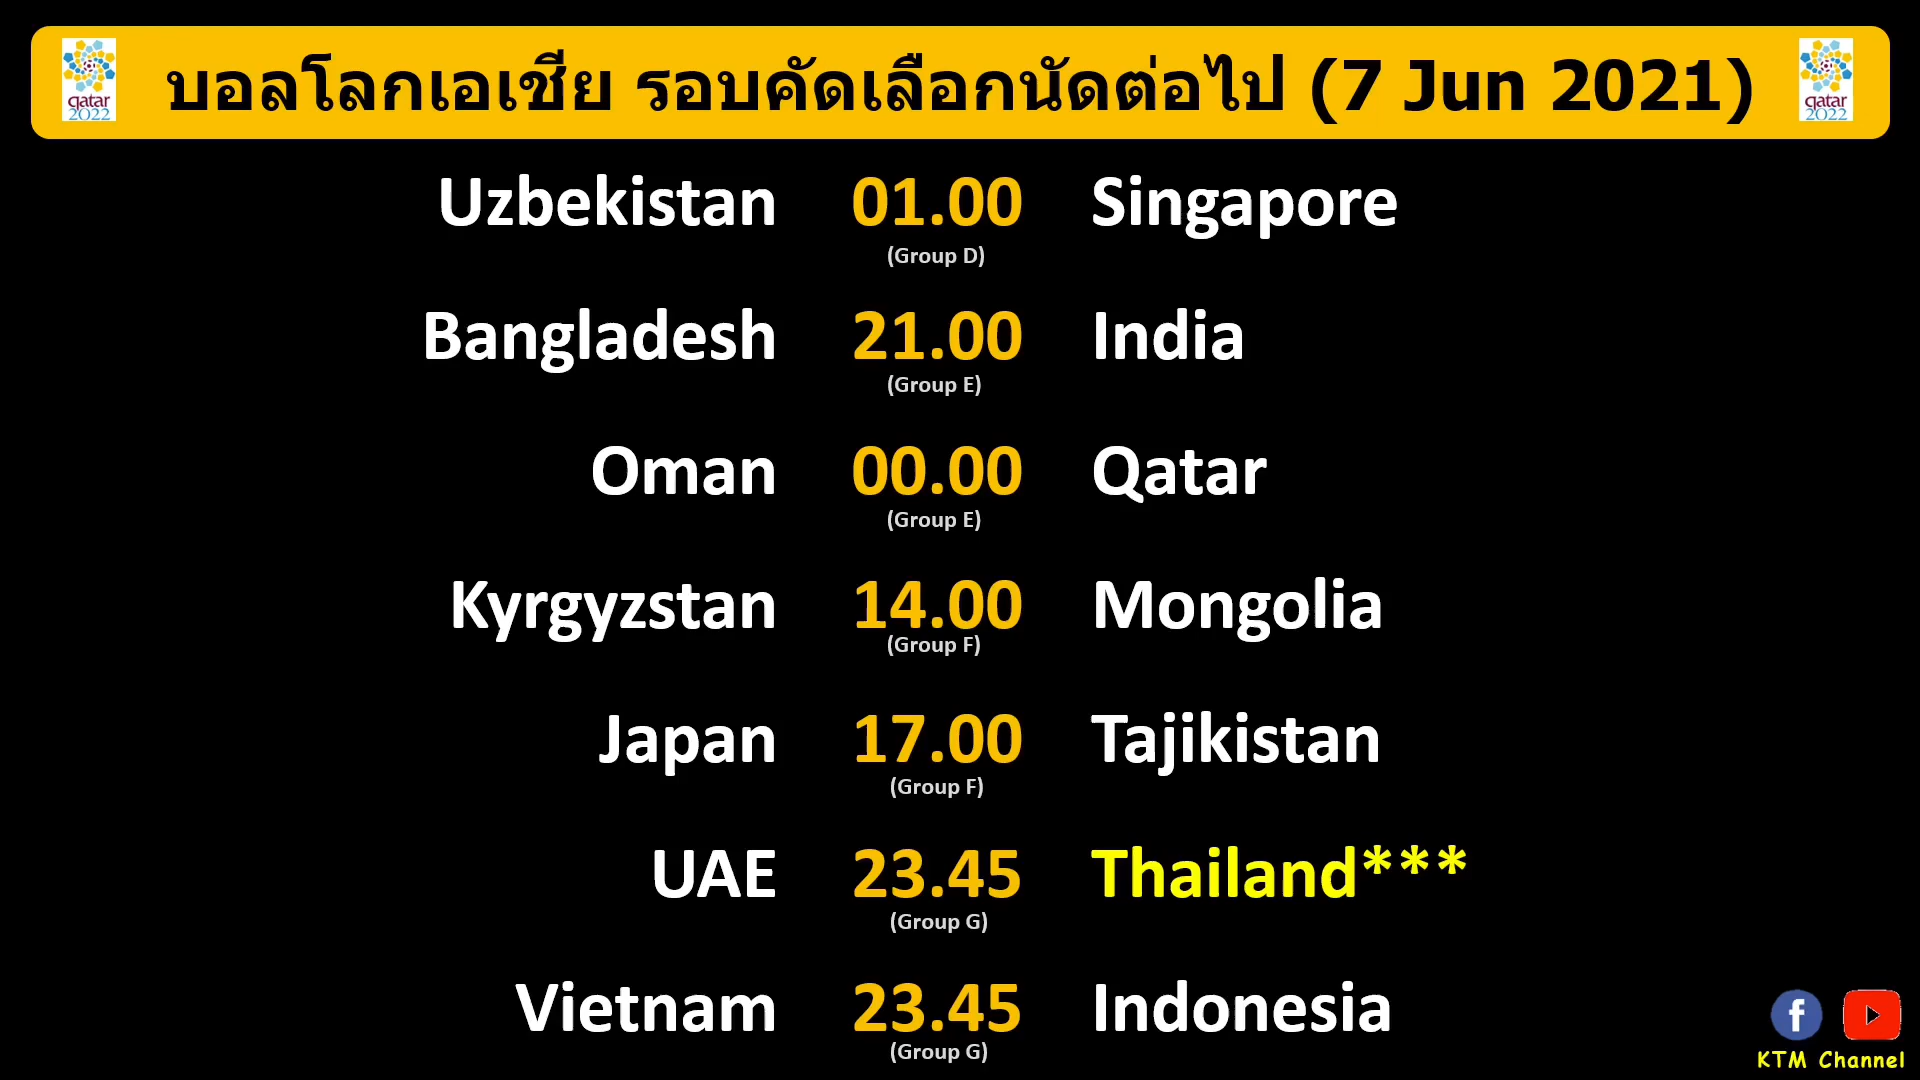 บอลโลกเอเชีย รอบคัดเลือกนัดต่อไป (7 Jun 2021)
qatar
2022
qatar
2022
Uzbekistan 01.00 Singapore
(Group D)
Bangladesh 21.00 India
(Group E)
Oman 00.00 Qatar
(Group E)
Kyrgyzstan 14.00 Mongolia
(Group F)
Japan 17.00 Tajikistan
(Group F)
UAE 23.45 Thailand***
(Group G)
Vietnam 23.45 Indonesia
(Group G)
f
KTM Channel